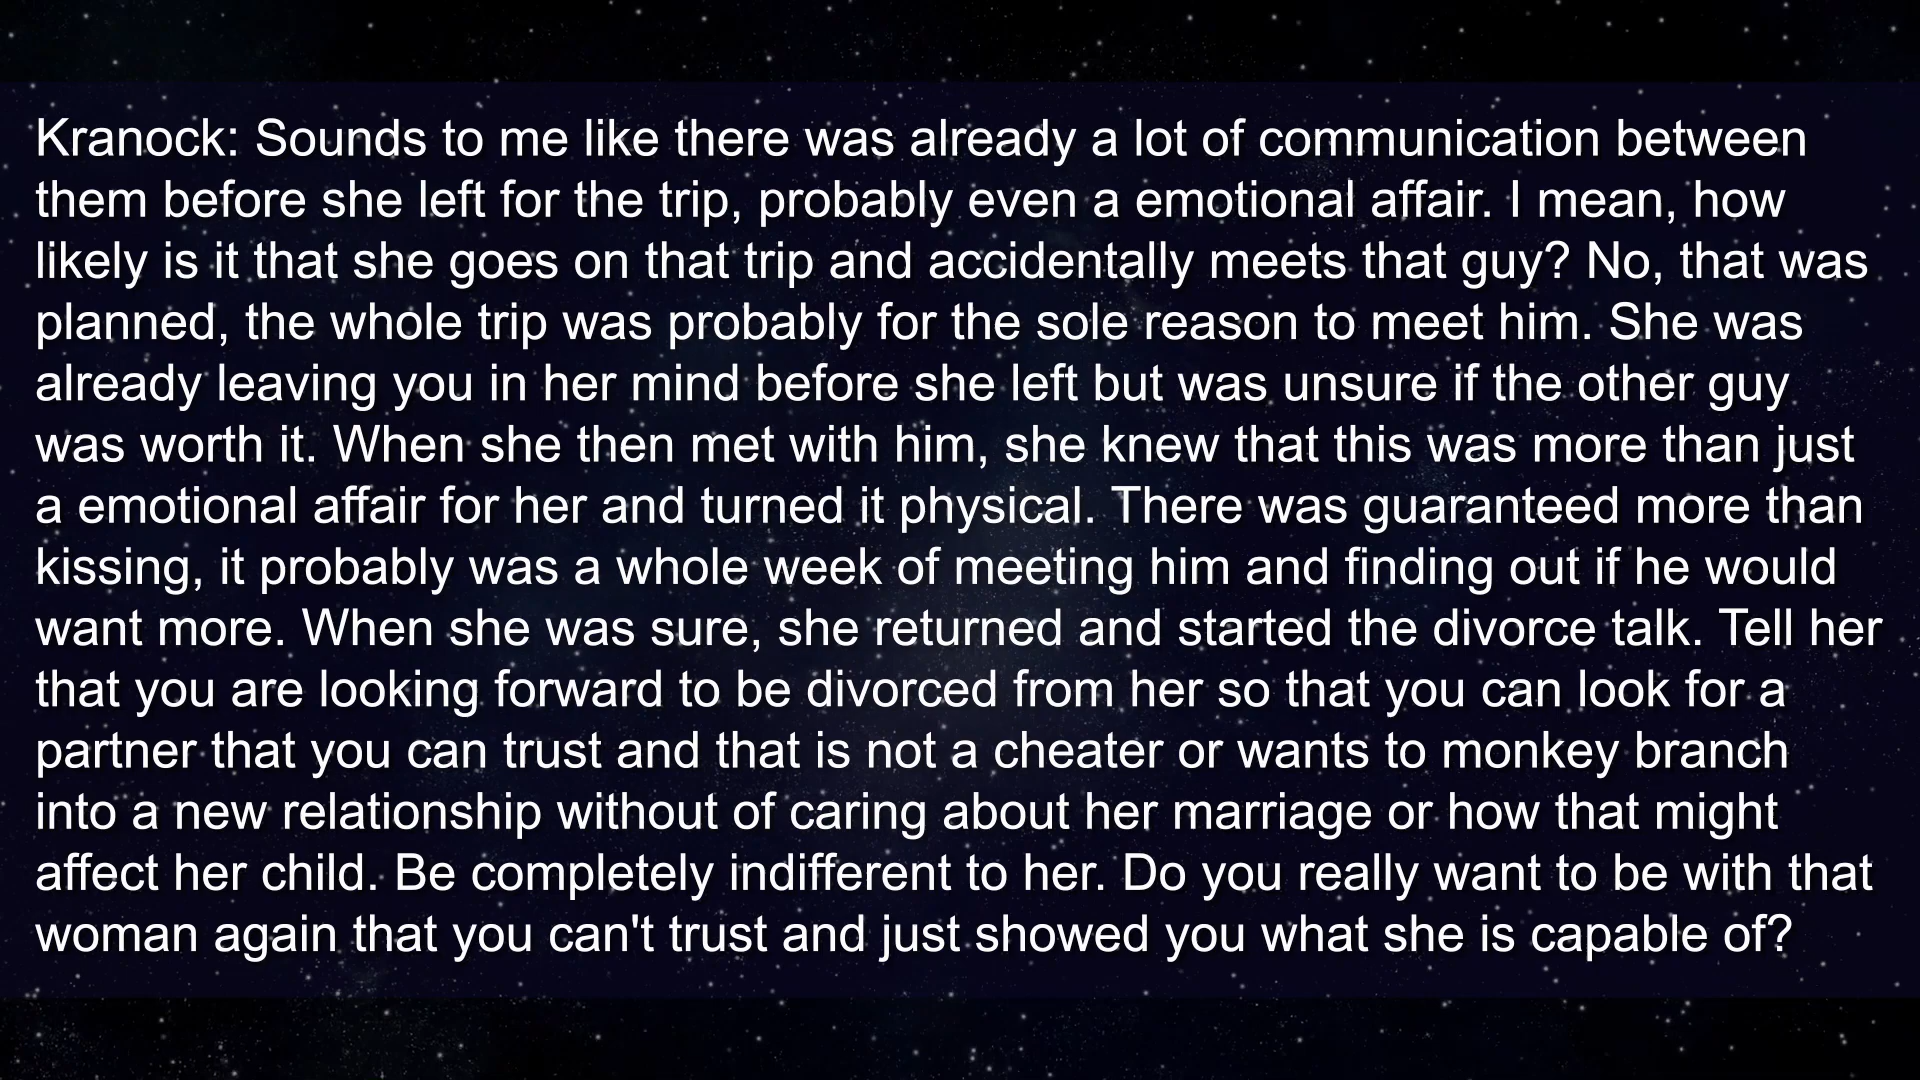 Kranock: Sounds to me like there was already a lot of communication between
them before she left for the trip, probably even a emotional affair. I mean, how
likely is it that she goes on that trip and accidentally meets that guy? No, that was
planned, the whole trip was probably for the sole reason to meet him. She was
already leaving you in her mind before she left but was unsure if the other guy
was worth it. When she then met with him, she knew that this was more than just
a emotional affair for her and turned it physical. There was guaranteed more than
kissing, it probably was a whole week of meeting him and finding out if he would
want more. When she was sure, she returned and started the divorce talk. Tell her
that you are looking forward to be divorced from her so that you can look for a
partner that you can trust and that is not a cheater or wants to monkey branch
into a new relationship without of caring about her marriage or how that might
affect her child. Be completely indifferent to her. Do you really want to be with that
woman again that you can't trust and just showed you what she is capable of?